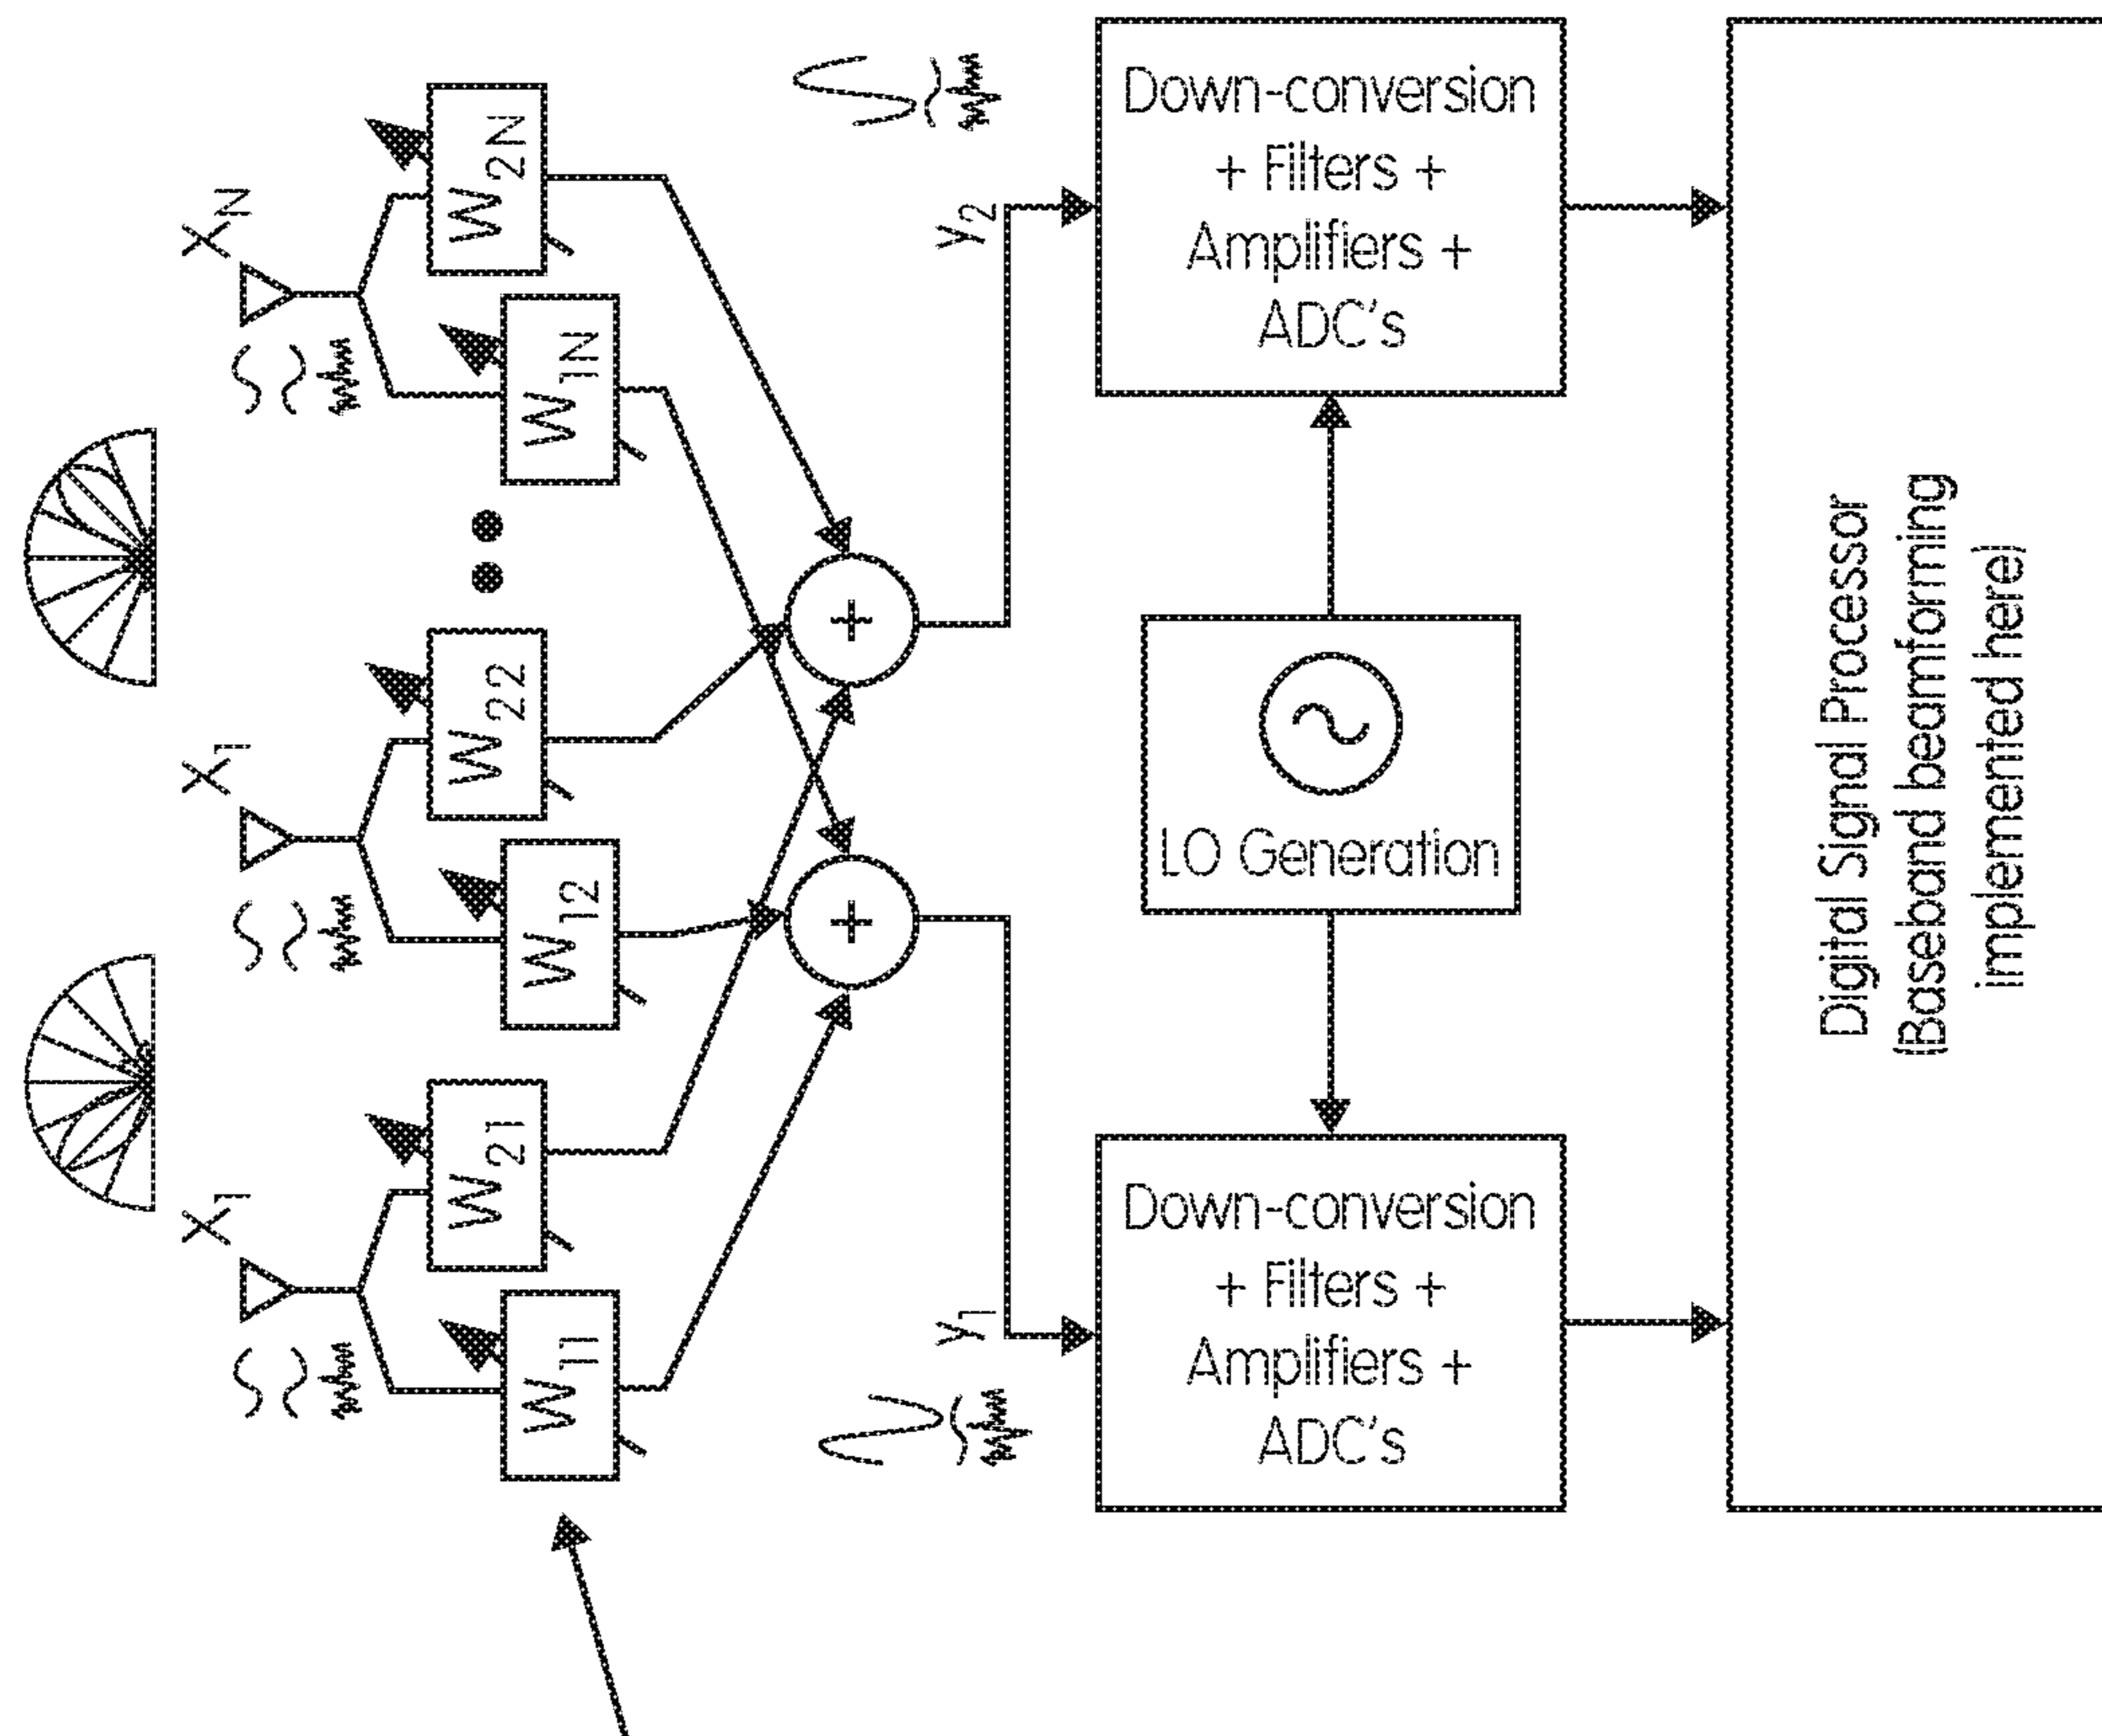 X1
X1
XN
W11
W21
W12
W22
W1N
W2N
+
+
y1
y2
Down-conversion
+ Filters +
Amplifiers +
ADC's
LO Generation
Down-conversion
+ Filters +
Amplifiers +
ADC's
Digital Signal Processor
(Baseband beamforming
implemented here)